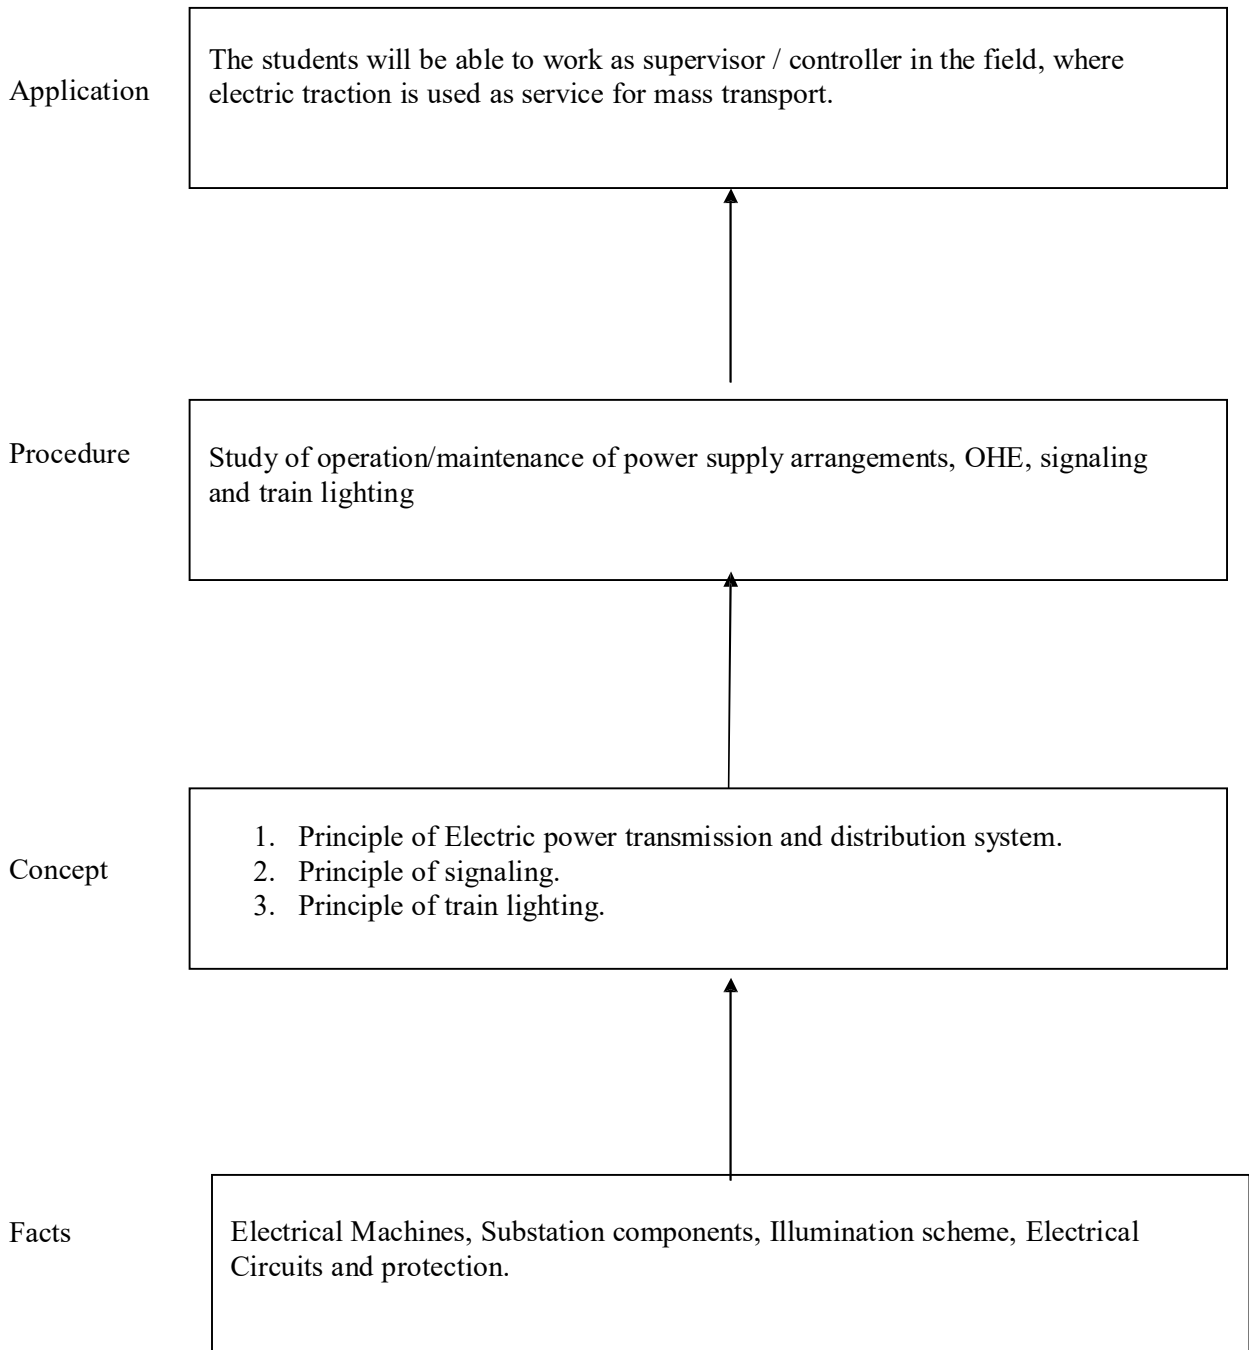 Application
The students will be able to work as supervisor / controller in the field, where
electric traction is used as service for mass transport.
Procedure
Study of operation/maintenance of power supply arrangements, OHE, signaling
and train lighting
Concept
1. Principle of Electric power transmission and distribution system.
2. Principle of signaling.
3. Principle of train lighting.
Facts
Electrical Machines, Substation components, Illumination scheme, Electrical
Circuits and protection.